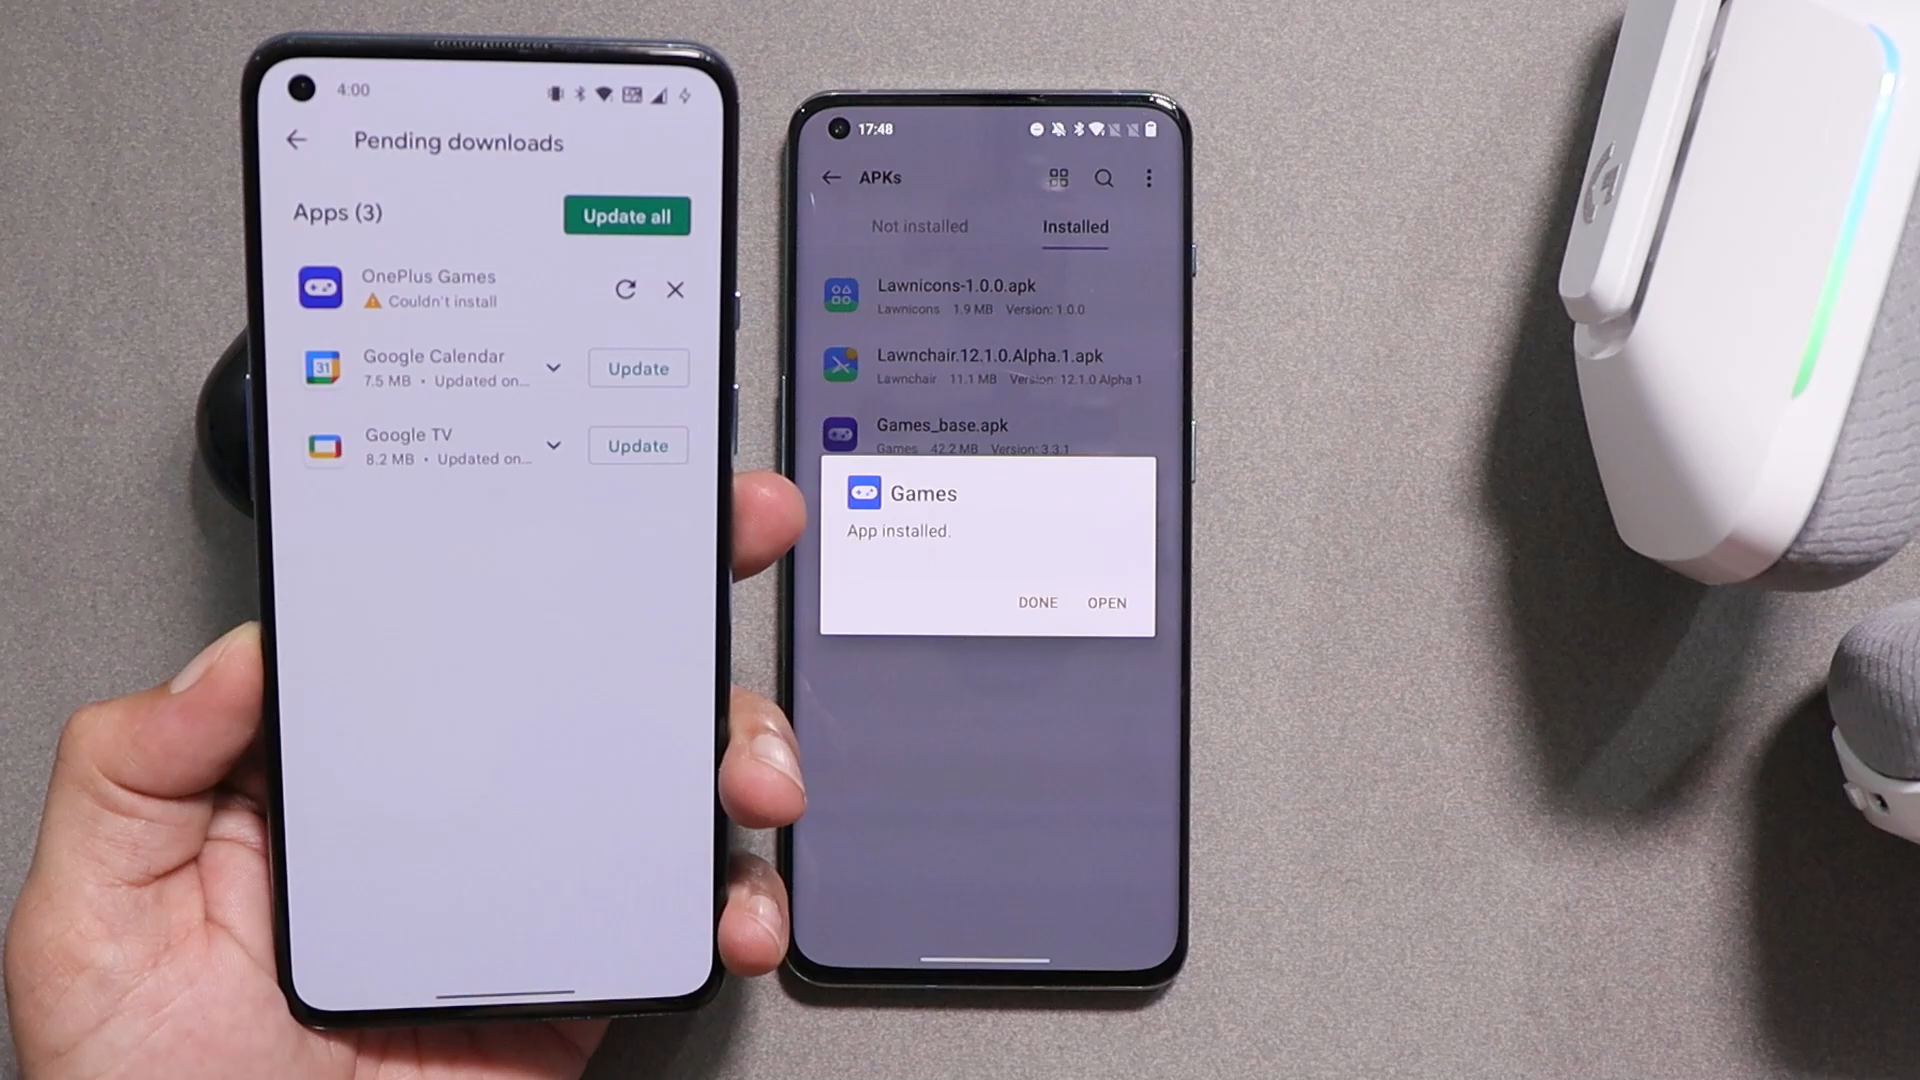 4:00
Pending downloads
Apps (3)
Update all
OnePlus Games
Couldn't install
Google Calendar
7.5 MB • Updated on...
Update
31
Google TV
8.2 MB • Updated on...
Update
17:48
APKs
Not installed
Installed
Lawnicons-1.0.0.apk
Lawnicons 1.9 MB Version: 1.0.0
Lawnchair.12.1.0.Alpha.1.apk
Lawnchair 11.1 MB Version: 12.1.0 Alpha 1
Games_base.apk
Games 42.2 MB Version: 3.3.1
Games
App installed.
DONE
OPEN